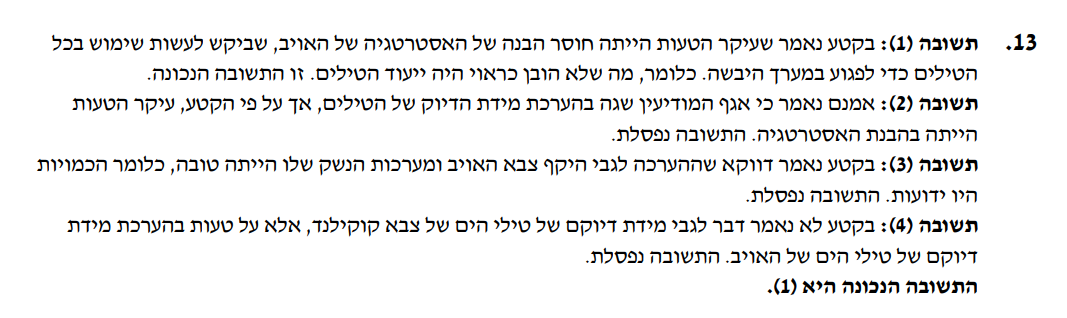 13. תשובה (1): בקטע נאמר שעיקר הטעות הייתה חוסר הבנה של האסטרטגיה של האויב, שביקש לעשות שימוש בכל
הטילים כדי לפגוע במערך היבשה. כלומר, מה שלא הובן כראוי היה ייעוד הטילים. זו התשובה הנכונה.
תשובה (2): אמנם נאמר כי אגף המודיעין שגה בהערכת מידת הדיוק של הטילים, אך על פי הקטע, עיקר הטעות
הייתה בהבנת האסטרטגיה. התשובה נפסלת.
תשובה (3): בקטע נאמר דווקא שההערכה לגבי היקף צבא האויב ומערכות הנשק שלו הייתה טובה, כלומר הכמויות
היו ידועות. התשובה נפסלת.
תשובה (4): בקטע לא נאמר דבר לגבי מידת דיוקם של טילי הים של צבא קוקילנד, אלא על טעות בהערכת מידת
דיוקם של טילי הים של האויב. התשובה נפסלת.
התשובה הנכונה היא (1).